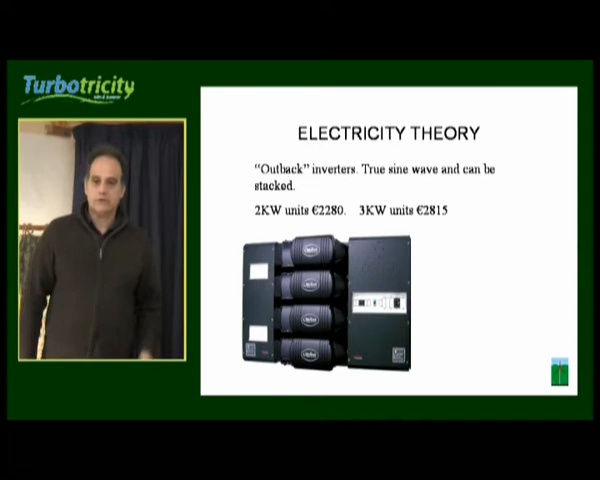 Turbotricity
ELECTRICITY THEORY
“Outback” inverters. True sine wave and can be
stacked.
2KW units €2280. 3KW units €2815